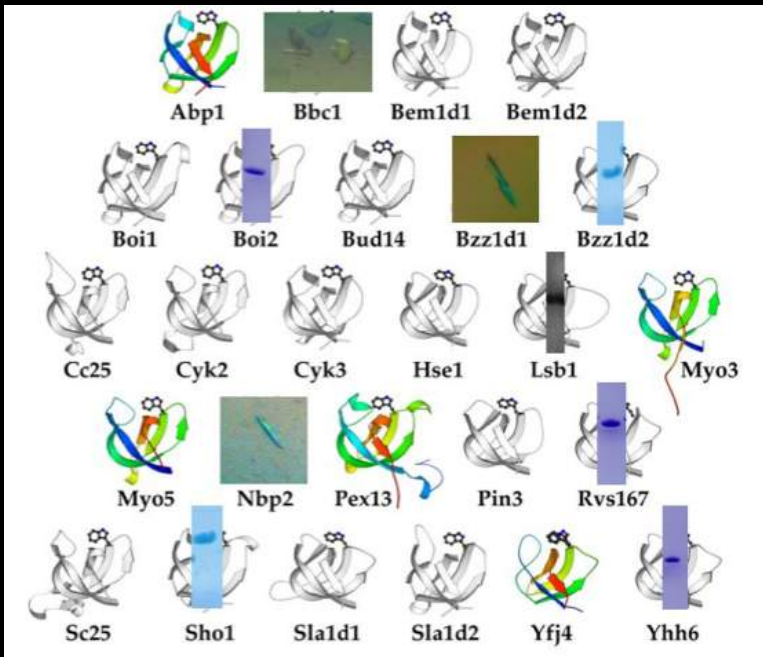 Abp1 Bbc1 Bem1d1 Bem1d2
Boi1 Boi2 Bud14 Bzz1d1 Bzz1d2
Cc25 Cyk2 Cyk3 Hse1 Lsb1 Myo3
Myo5 Nbp2 Pex13 Pin3 Rvs167
Sc25 Sho1 Sla1d1 Sla1d2 Yfj4 Yhh6